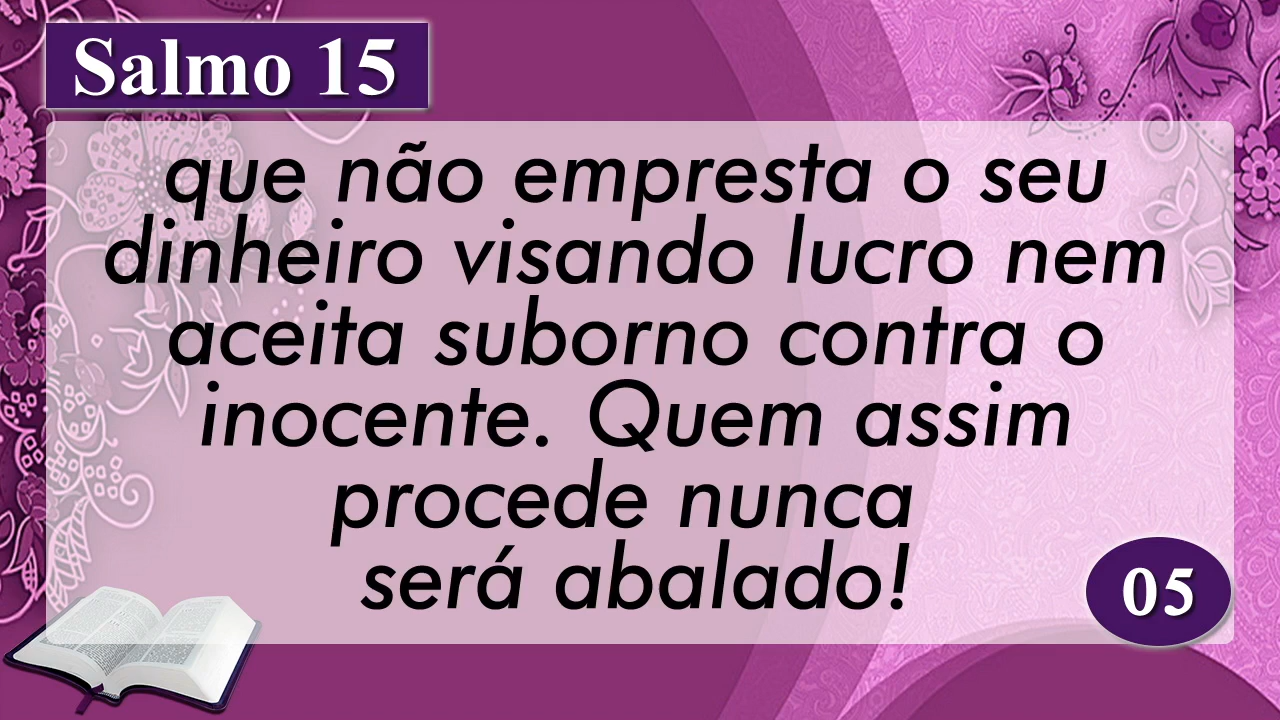 Salmo 15
que não empresta o seu
dinheiro visando lucro nem
aceita suborno contra o
inocente. Quem assim
procede nunca
será abalado!
05